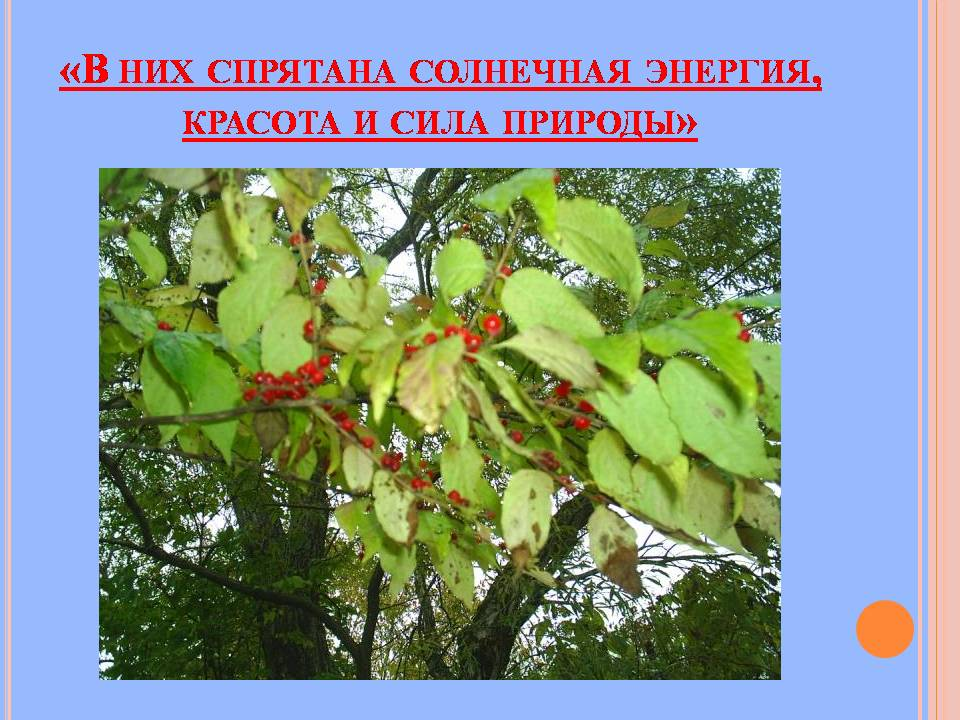 «В НИХ СПРЯТАНА СОЛНЕЧНАЯ ЭНЕРГИЯ,
КРАСОТА И СИЛА ПРИРОДЫ»